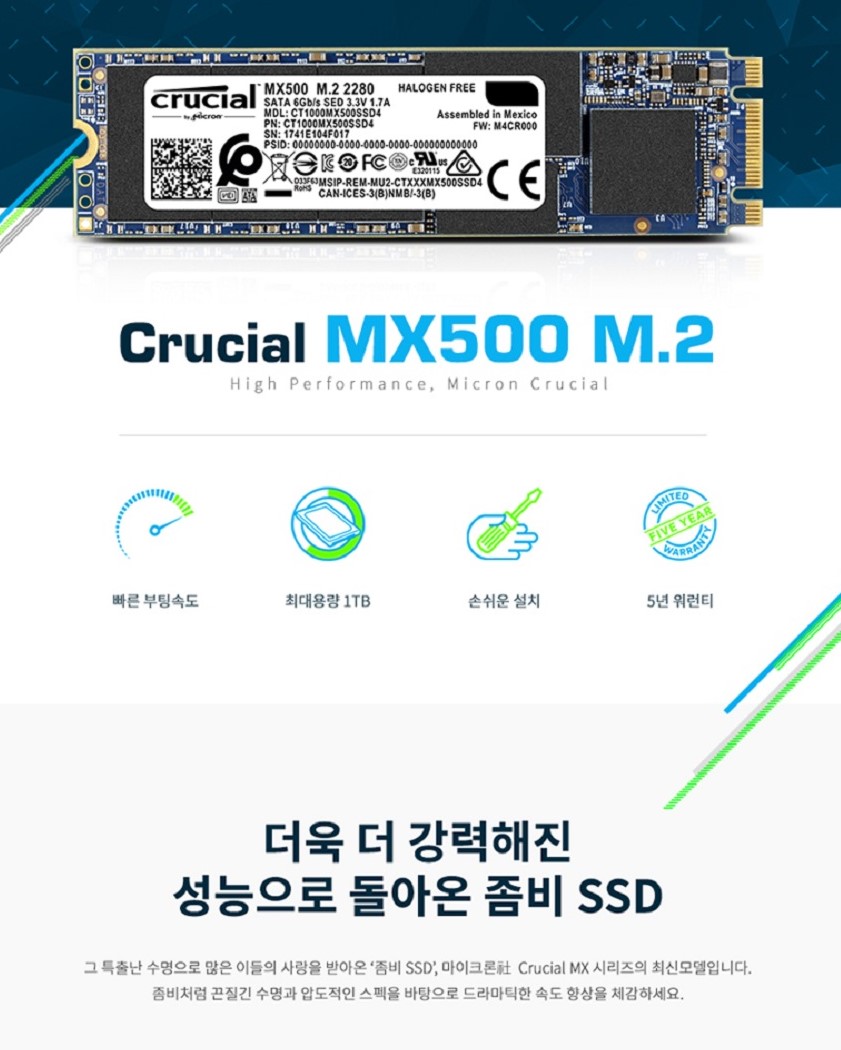 crucial
by Micron
MX500 M.2 2280
HALOGEN FREE
SATA 6Gb/s SED 3.3V 1.7A
MDL: CT1000MX500SSD4
Assembled in Mexico
PN: CT1000MX500SSD4
FW: M4CR000
SN: 1741E104F017
PSID: 00000000-0000-0000-0000-000000000000
E320115
RoHS
MSIP-REM-MU2-CTXXXMX500SSD4
CAN-ICES-3(B)NMB/-3(B)
Crucial MX500 M.2
High Performance, Micron Crucial
LIMITED
FIVE YEAR
WARRANTY
빠른 부팅속도
최대용량 1TB
손쉬운 설치
5년 워런티
더욱 더 강력해진
성능으로 돌아온 좀비 SSD
그 특출난 수명으로 많은 이들의 사랑을 받아온 '좀비 SSD', 마이크론社 Crucial MX 시리즈의 최신모델입니다.
좀비처럼 끈질긴 수명과 압도적인 스펙을 바탕으로 드라마틱한 속도 향상을 체감하세요.